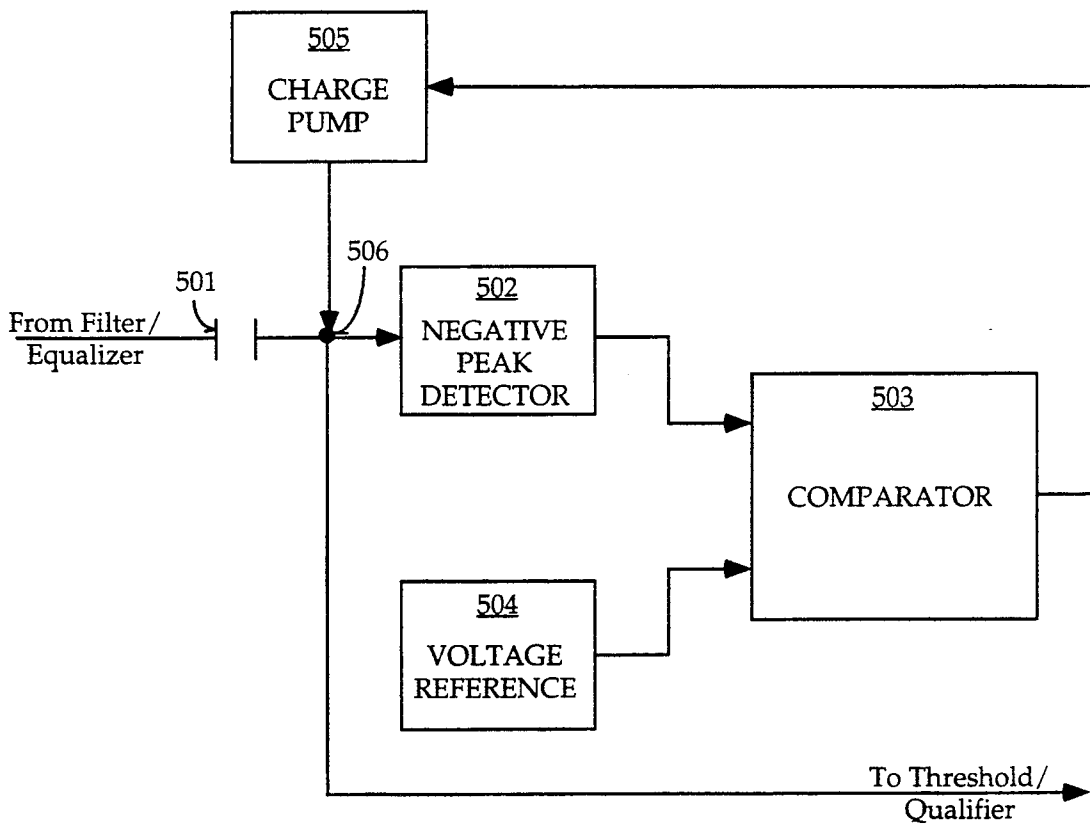 505
CHARGE
PUMP
506
501
502
From Filter/
Equalizer
NEGATIVE
PEAK
DETECTOR
503
COMPARATOR
504
VOLTAGE
REFERENCE
To Threshold/
Qualifier